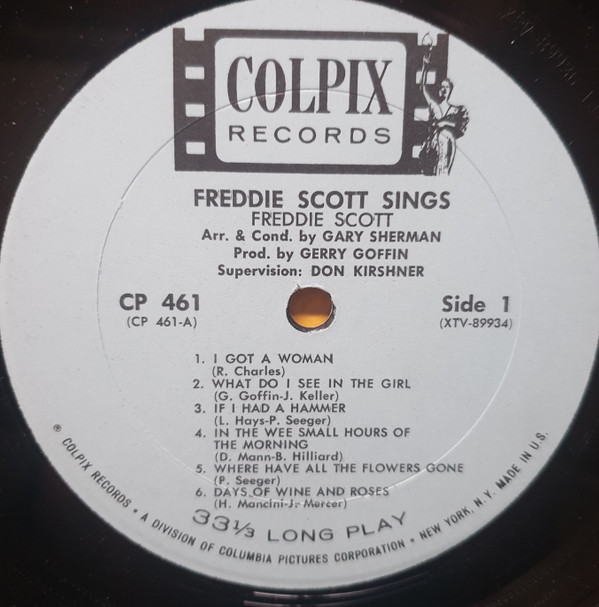 COLPIX
RECORDS
FREDDIE SCOTT SINGS
FREDDIE SCOTT
Arr. & Cond. by GARY SHERMAN
Prod. by GERRY GOFFIN
Supervision: DON KIRSHNER
CP 461
(CP 461-A)
Side 1
(XTV-89934)
1. I GOT A WOMAN
(R. Charles)
2. WHAT DO I SEE IN THE GIRL
(G. Goffin-J. Keller)
3. IF I HAD A HAMMER
(L. Hays-P. Seeger)
4. IN THE WEE SMALL HOURS OF
THE MORNING
(D. Mann-B. Hilliard)
5. WHERE HAVE ALL THE FLOWERS GONE
(P. Seeger)
6. DAYS OF WINE AND ROSES
(H. Mancini-J. Mercer)
33⅓ LONG PLAY
® COLPIX RECORDS • A DIVISION OF COLUMBIA PICTURES CORPORATION • NEW YORK, N. Y. MADE IN U.S.